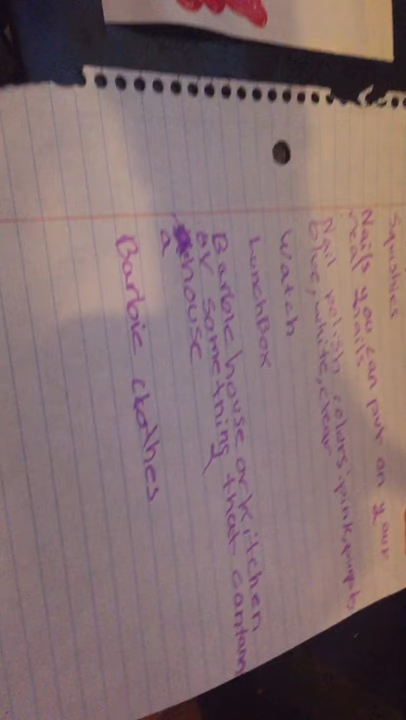 Squishies
Nails you can put on your
real nails
Nail polish colors: pink, purple,
blue, white, clear
Watch
LunchBox
Barbie house or kitchen
or something that contains
a house
Barbie clothes